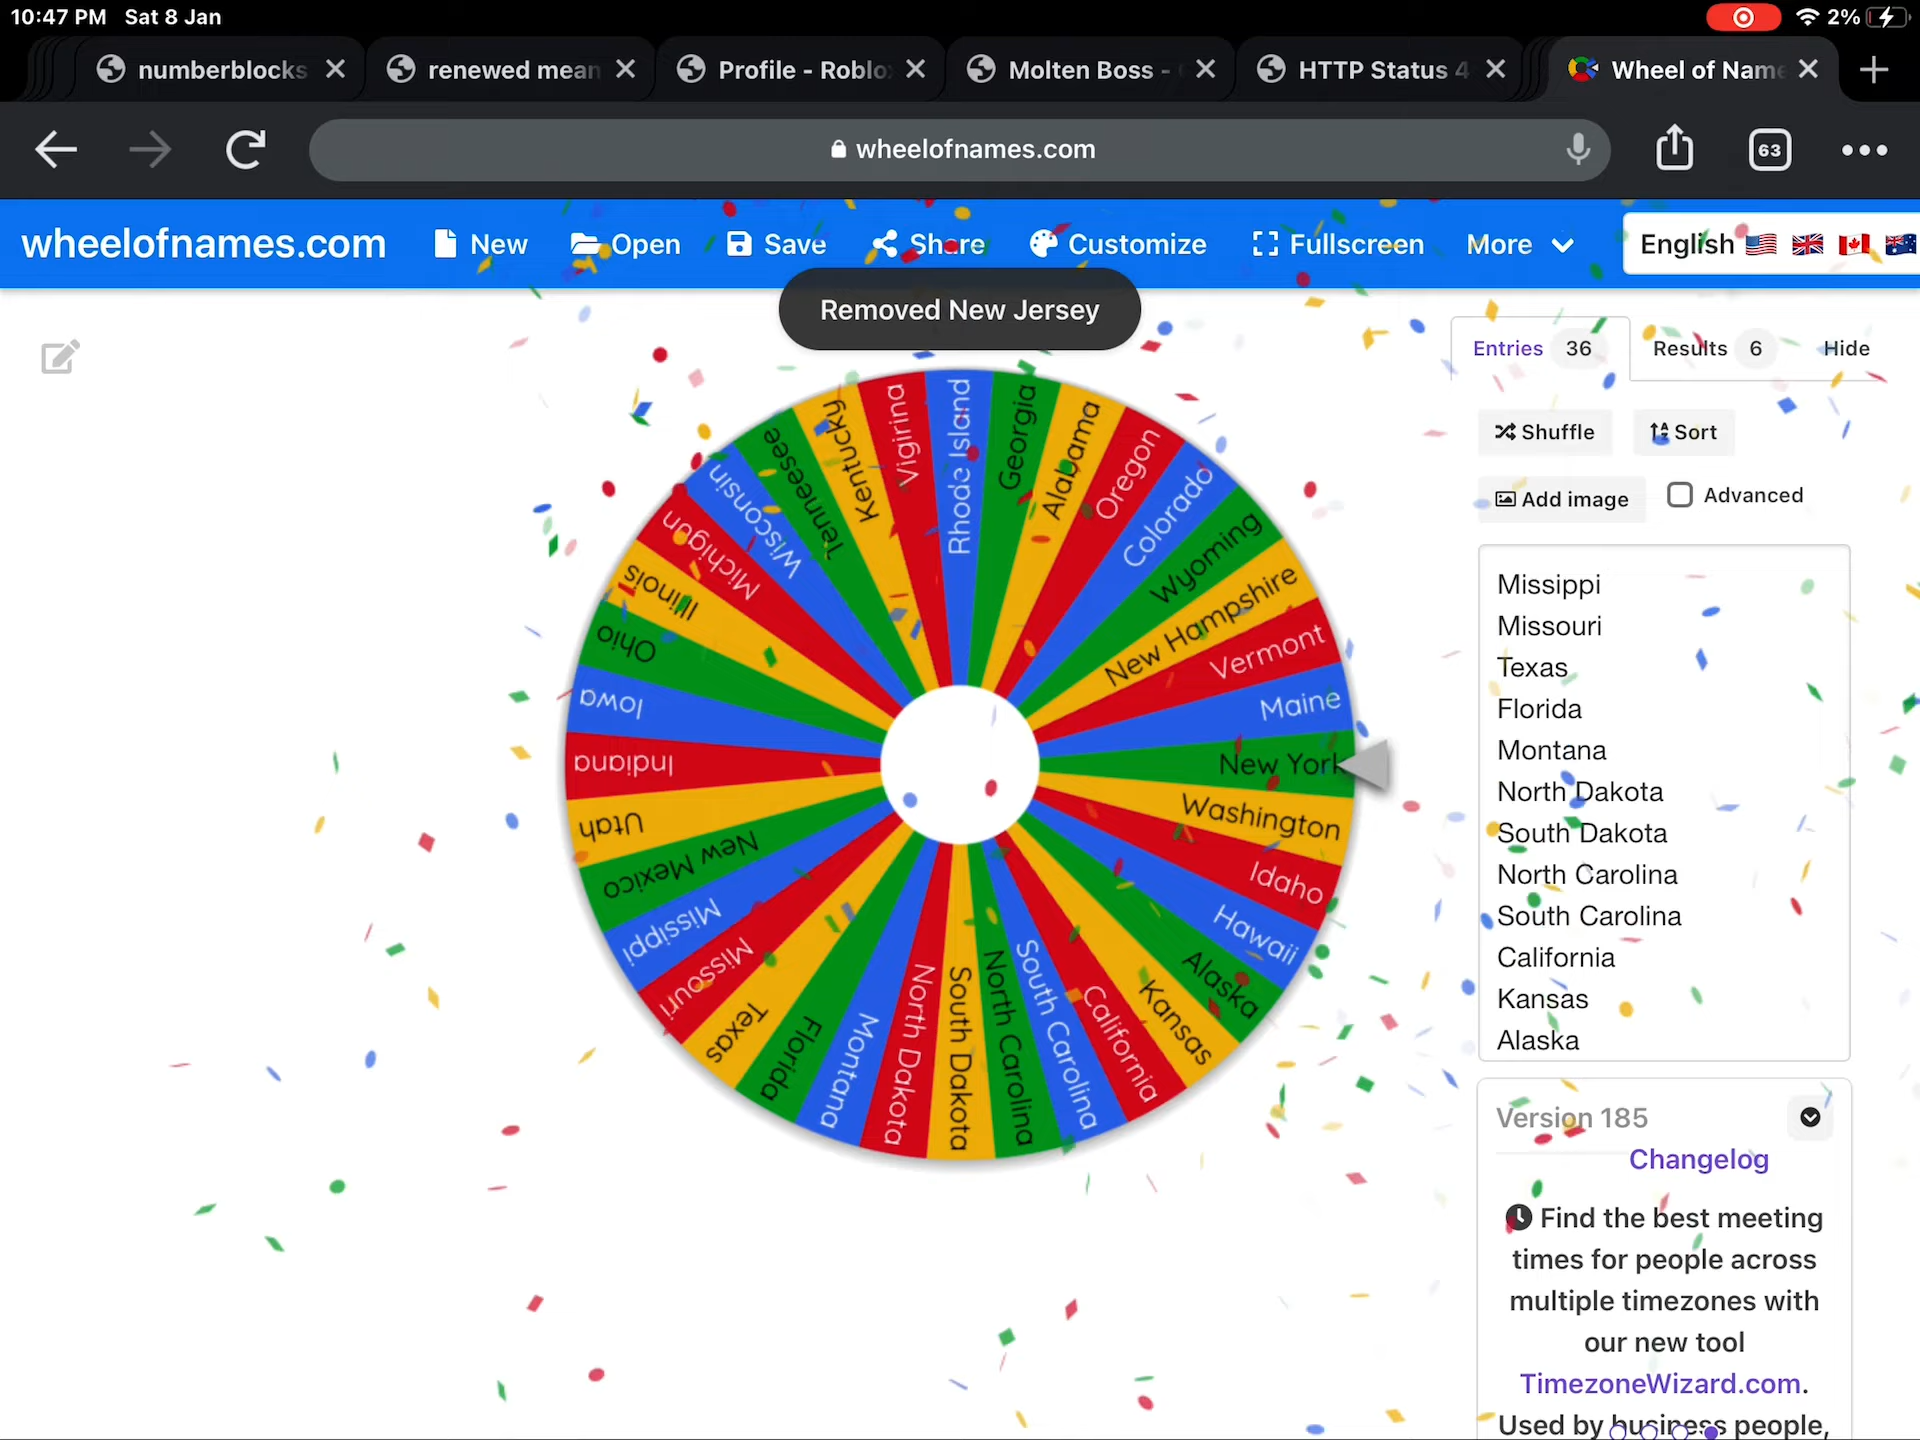 10:47 PM Sat 8 Jan
2%
numberblocks
renewed mean
Profile - Roblo
Molten Boss -
HTTP Status 4
Wheel of Name
wheelofnames.com
63
wheelofnames.com
New
Open
Save
Share
Customize
Fullscreen
More
English
Removed New Jersey
Entries 36
Results 6
Hide
Shuffle
Sort
Add image
Advanced
Rhode Island
Georgia
Alabama
Oregon
Colorado
Wyoming
New Hampshire
Vermont
Maine
New York
Washington
Idaho
Hawaii
Alaska
Kansas
California
South Carolina
North Carolina
South Dakota
North Dakota
Montana
Florida
Texas
Missouri
Missippi
New Mexico
Utah
Indiana
Iowa
Ohio
Illinois
Michigan
Wisconsin
Kentucky
Missippi
Missouri
Texas
Florida
Montana
North Dakota
South Dakota
North Carolina
South Carolina
California
Kansas
Alaska
Version 185
Changelog
Find the best meeting
times for people across
multiple timezones with
our new tool
TimezoneWizard.com.
Used by business people,